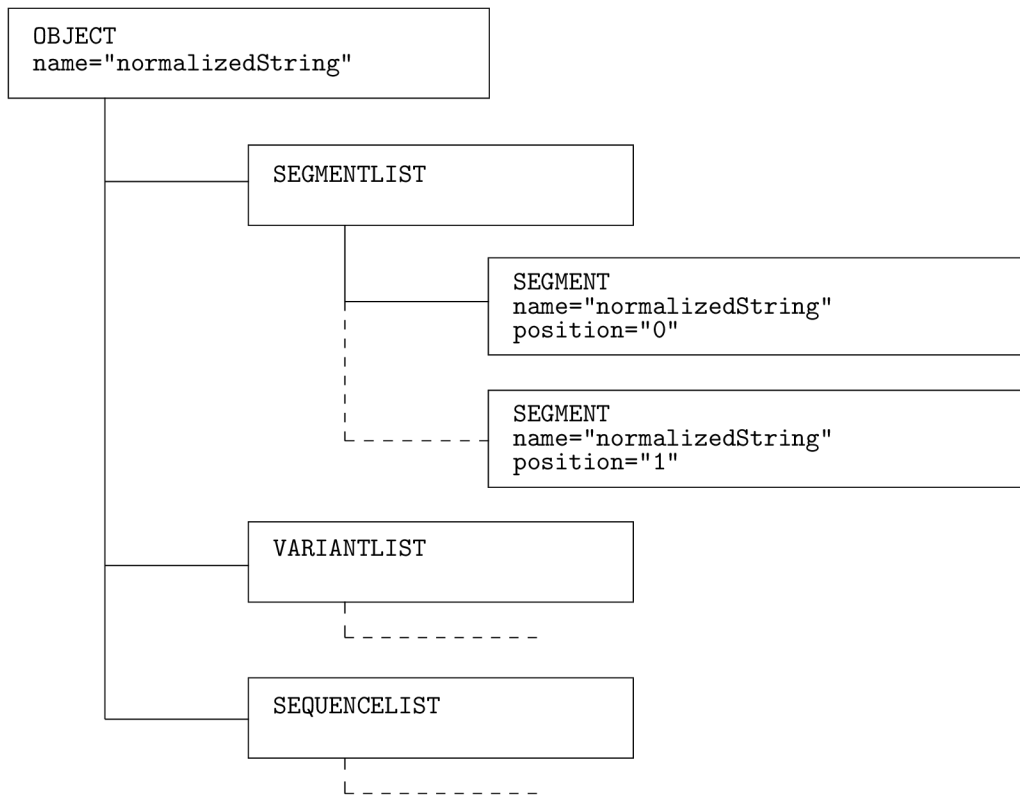 OBJECT
name="normalizedString"
SEGMENTLIST
SEGMENT
name="normalizedString"
position="0"
SEGMENT
name="normalizedString"
position="1"
VARIANTLIST
SEQUENCELIST